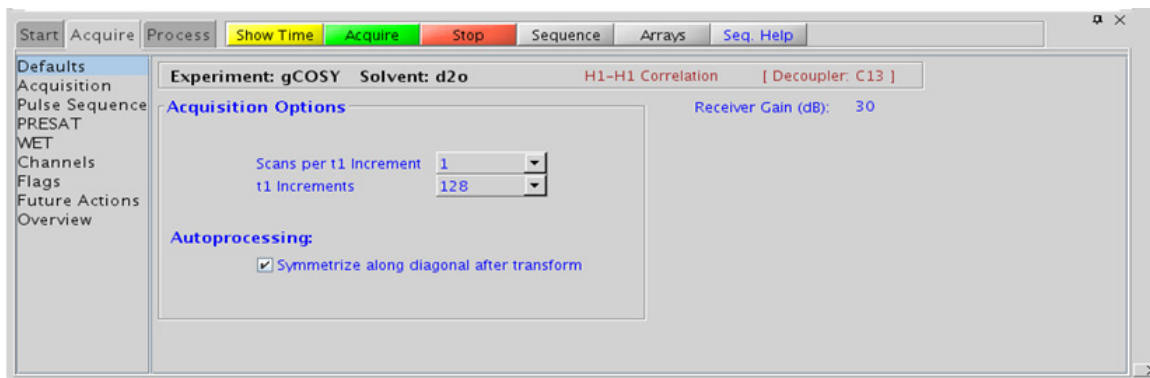 Start Acquire Process Show Time Acquire Stop Sequence Arrays Seq. Help
Defaults
Acquisition
Pulse Sequence
PRESAT
WET
Channels
Flags
Future Actions
Overview
Experiment: gCOSY Solvent: d2o H1-H1 Correlation [ Decoupler: C13 ]
Acquisition Options
Receiver Gain (dB): 30
Scans per t1 Increment 1
t1 Increments 128
Autoprocessing:
Symmetrize along diagonal after transform